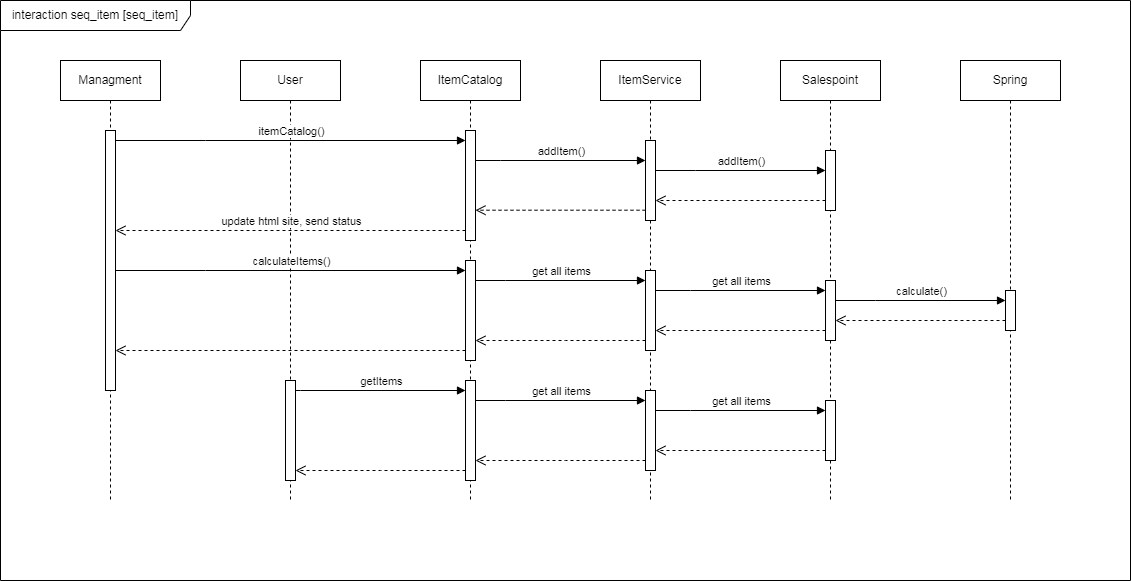 interaction seq_item [seq_item]
Managment
User
ItemCatalog
ItemService
Salespoint
Spring
itemCatalog()
addItem()
addItem()
update html site, send status
calculateItems()
get all items
get all items
calculate()
getItems
get all items
get all items